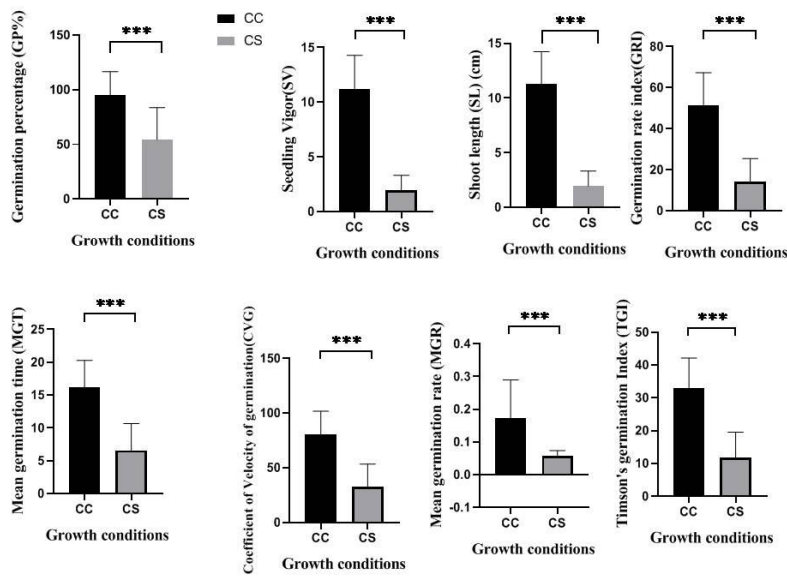 CC
CS
Germination percentage (GP%)
150
100
50
0
***
CC CS
Growth conditions
Seedling Vigor(SV)
15
10
5
0
***
CC CS
Growth conditions
Shoot length (SL) (cm)
15
10
5
0
***
CC CS
Growth conditions
Germination rate index(GRI)
80
60
40
20
0
***
CC CS
Growth conditions
Mean germination time (MGT)
25
20
15
10
5
0
***
CC CS
Growth conditions
Coefficient of Velocity of germination(CVG)
150
100
50
0
***
CC CS
Growth conditions
Mean germination rate (MGR)
0.4
0.3
0.2
0.1
0.0
-0.1
***
CC CS
Growth conditions
Timson's germination Index (TGI)
50
40
30
20
10
0
***
CC CS
Growth conditions